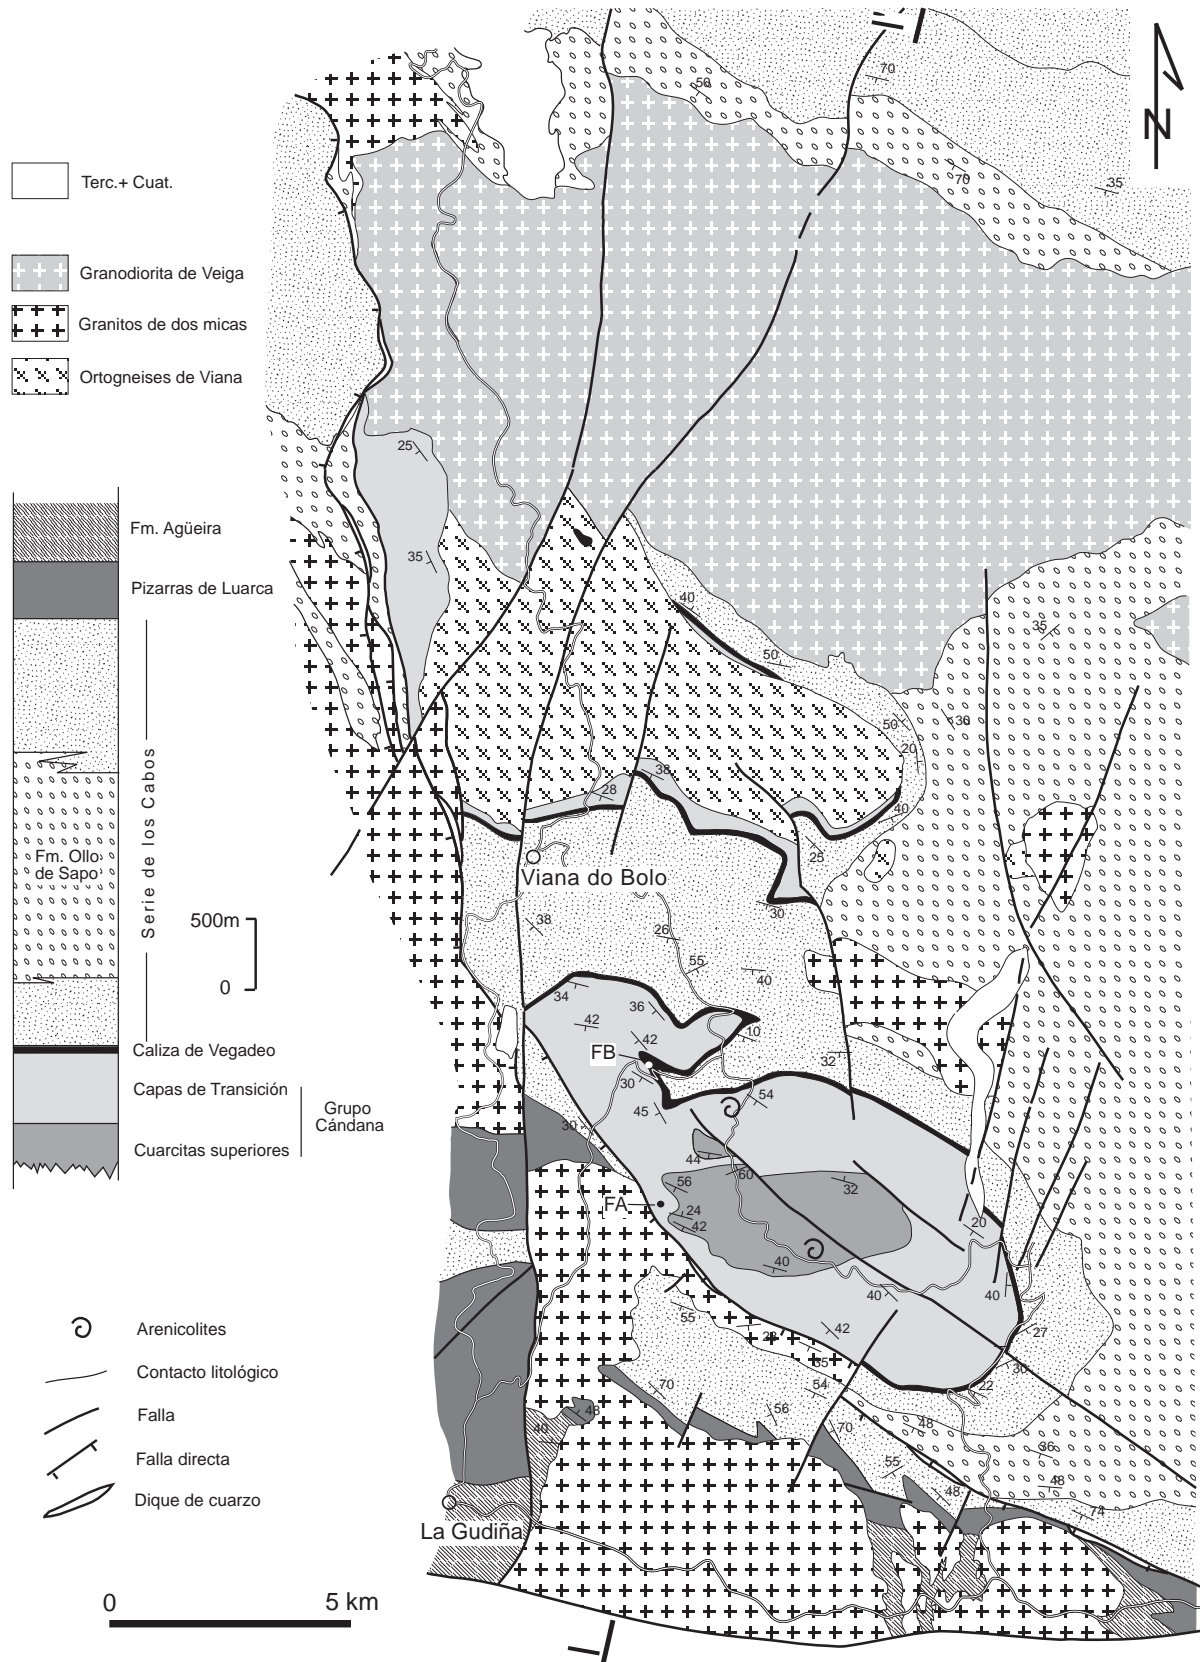 N
Terc.+ Cuat.
Granodiorita de Veiga
Granitos de dos micas
Ortogneises de Viana
Fm. Agüeira
Pizarras de Luarca
Serie de los Cabos
Fm. Ollo
de Sapo
500m
0
Caliza de Vegadeo
Capas de Transición
Grupo
Cándana
Cuarcitas superiores
Arenicolites
Contacto litológico
Falla
Falla directa
Dique de cuarzo
0 5 km
70
50
70
35
25
35
40
50
35
30
50
20
38
28
40
25
Viana do Bolo
30
38
26
55
40
34
36
42
42
10
FB
32
30
54
45
30
44
60
56
32
FA
24
42
20
40
40
40
55
42
27
28
35
30
54
22
70
56
48
70
48
40
36
55
48
48
74
La Gudiña